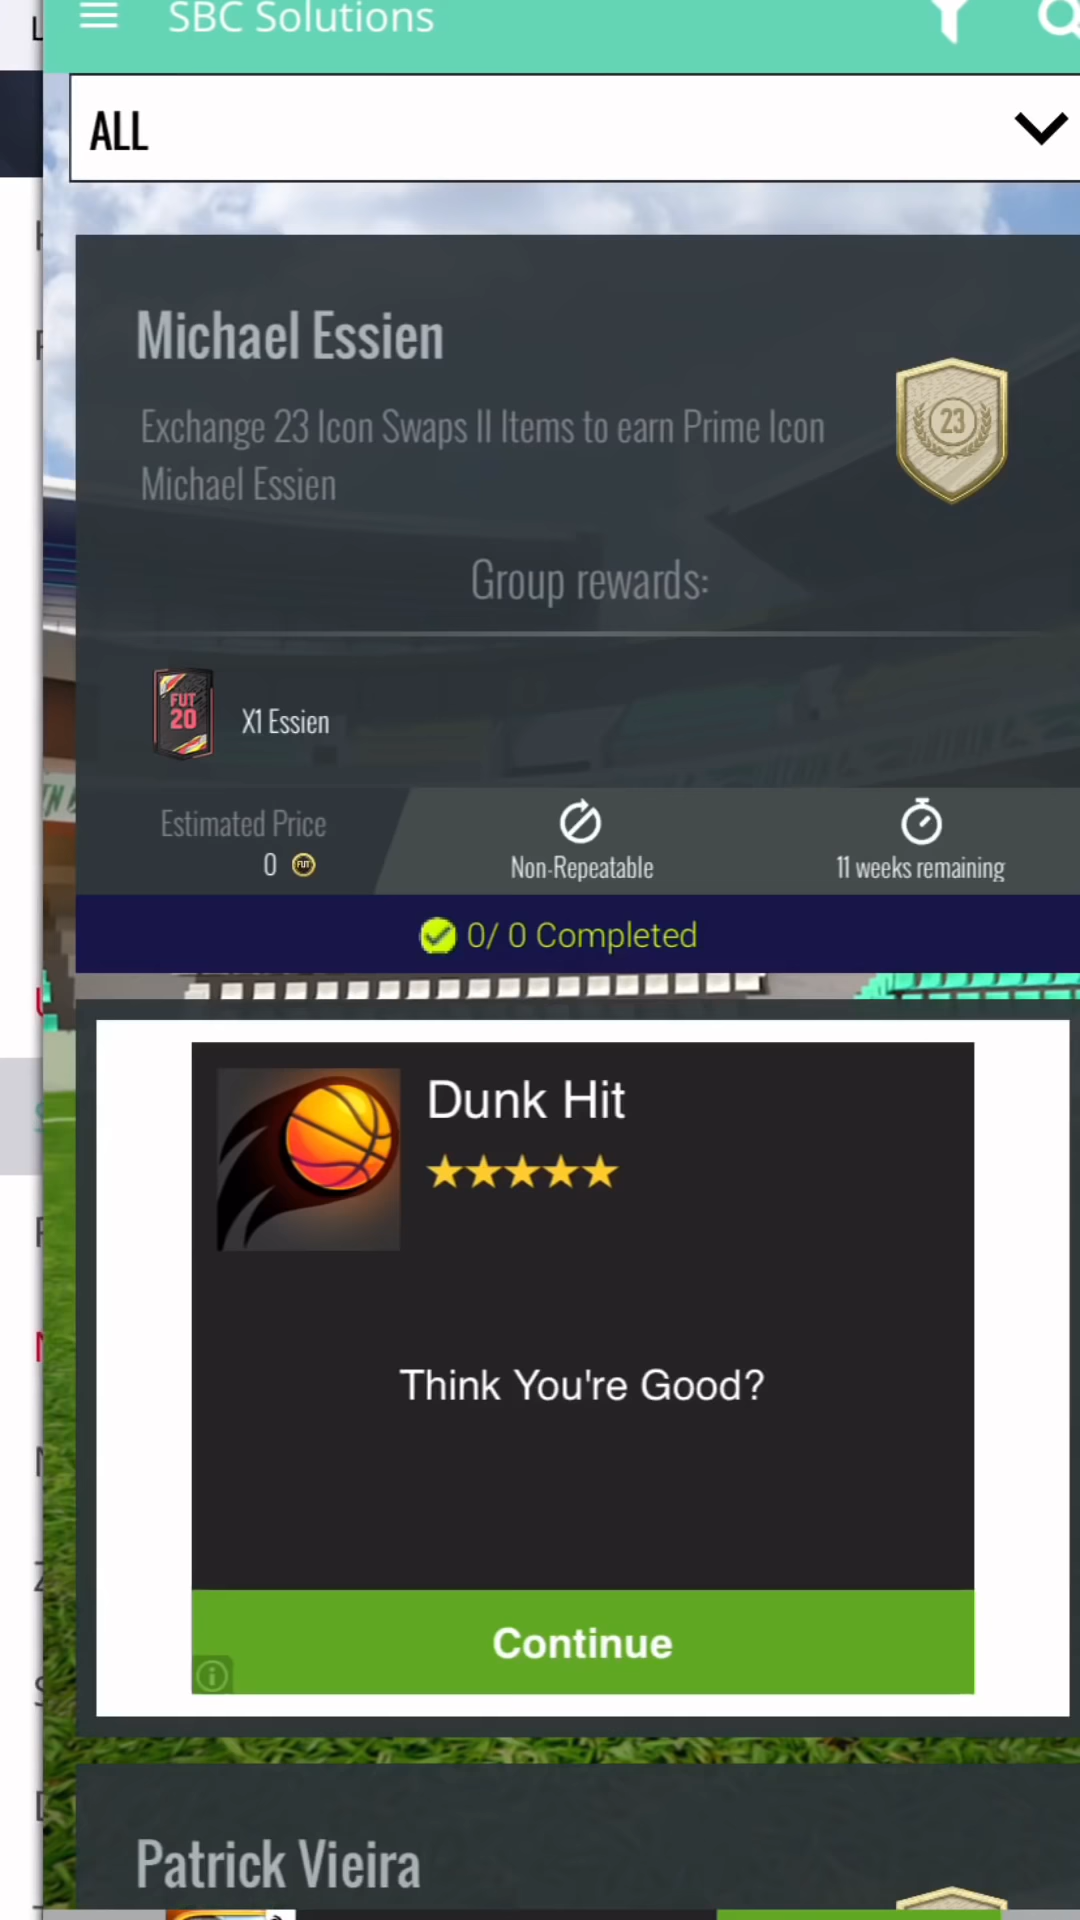 SBC Solutions
ALL
Michael Essien
Exchange 23 Icon Swaps II Items to earn Prime Icon
Michael Essien
23
Group rewards:
FUT
20
X1 Essien
Estimated Price
0 FUT
Non-Repeatable
11 weeks remaining
0/ 0 Completed
Dunk Hit
Think You're Good?
Continue
Patrick Vieira